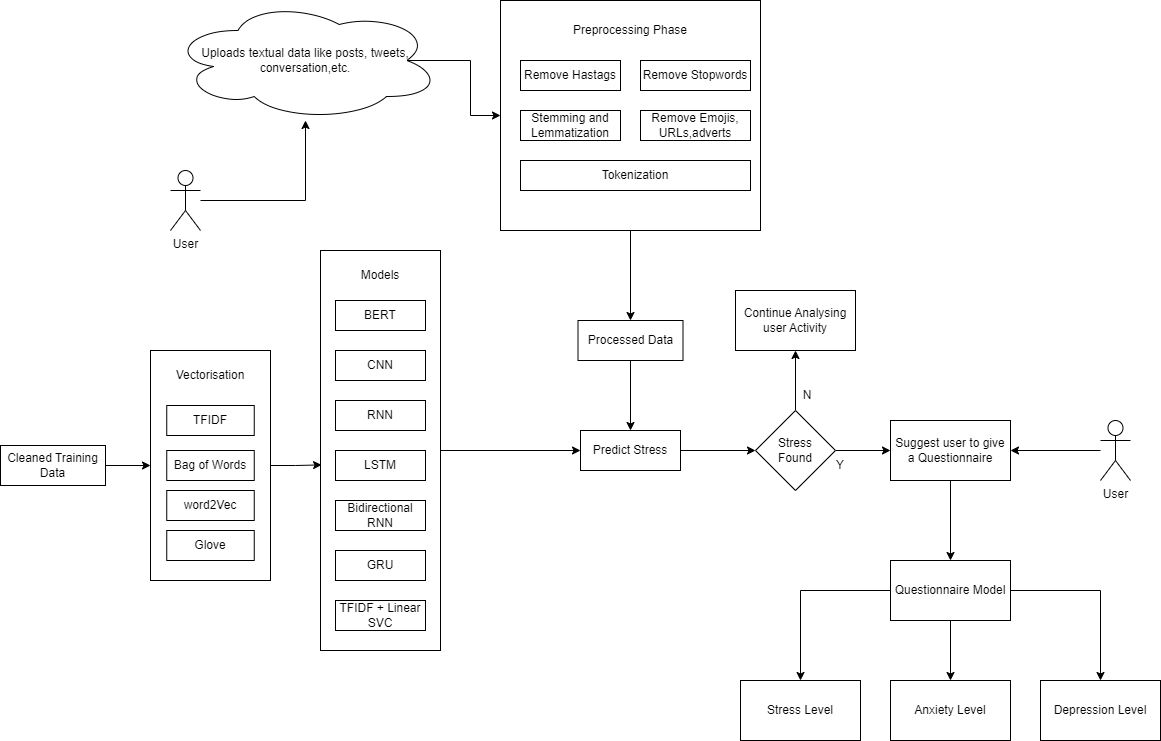 Uploads textual data like posts, tweets,
conversation,etc.
User
Preprocessing Phase
Remove Hastags
Remove Stopwords
Stemming and
Lemmatization
Remove Emojis,
URLs,adverts
Tokenization
Cleaned Training
Data
Vectorisation
TFIDF
Bag of Words
word2Vec
Glove
Models
BERT
CNN
RNN
LSTM
Bidirectional
RNN
GRU
TFIDF + Linear
SVC
Processed Data
Predict Stress
Continue Analysing
user Activity
N
Stress
Found
Y
Suggest user to give
a Questionnaire
User
Questionnaire Model
Stress Level
Anxiety Level
Depression Level